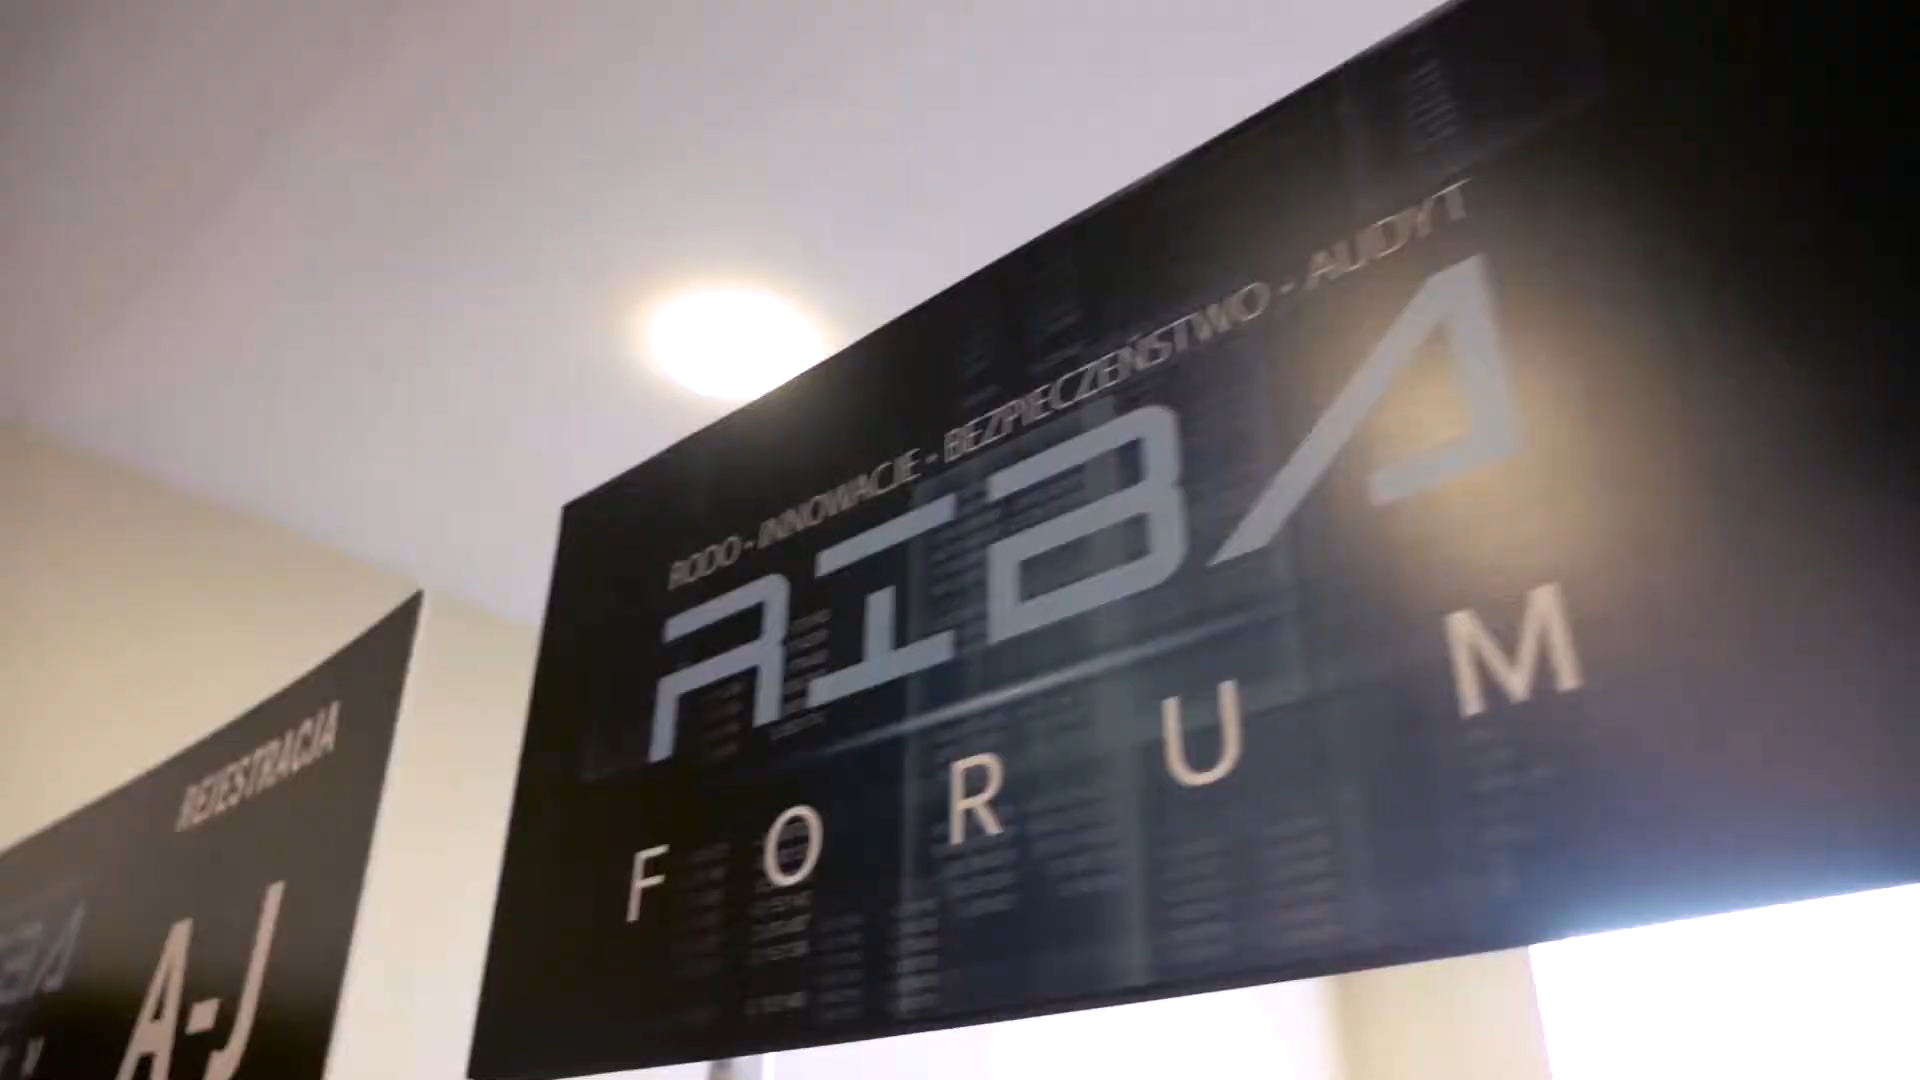 RODO - INNOWACJE - BEZPIECZEŃSTWO - AUDYT
RIBA
FORUM
REJESTRACJA
A-J